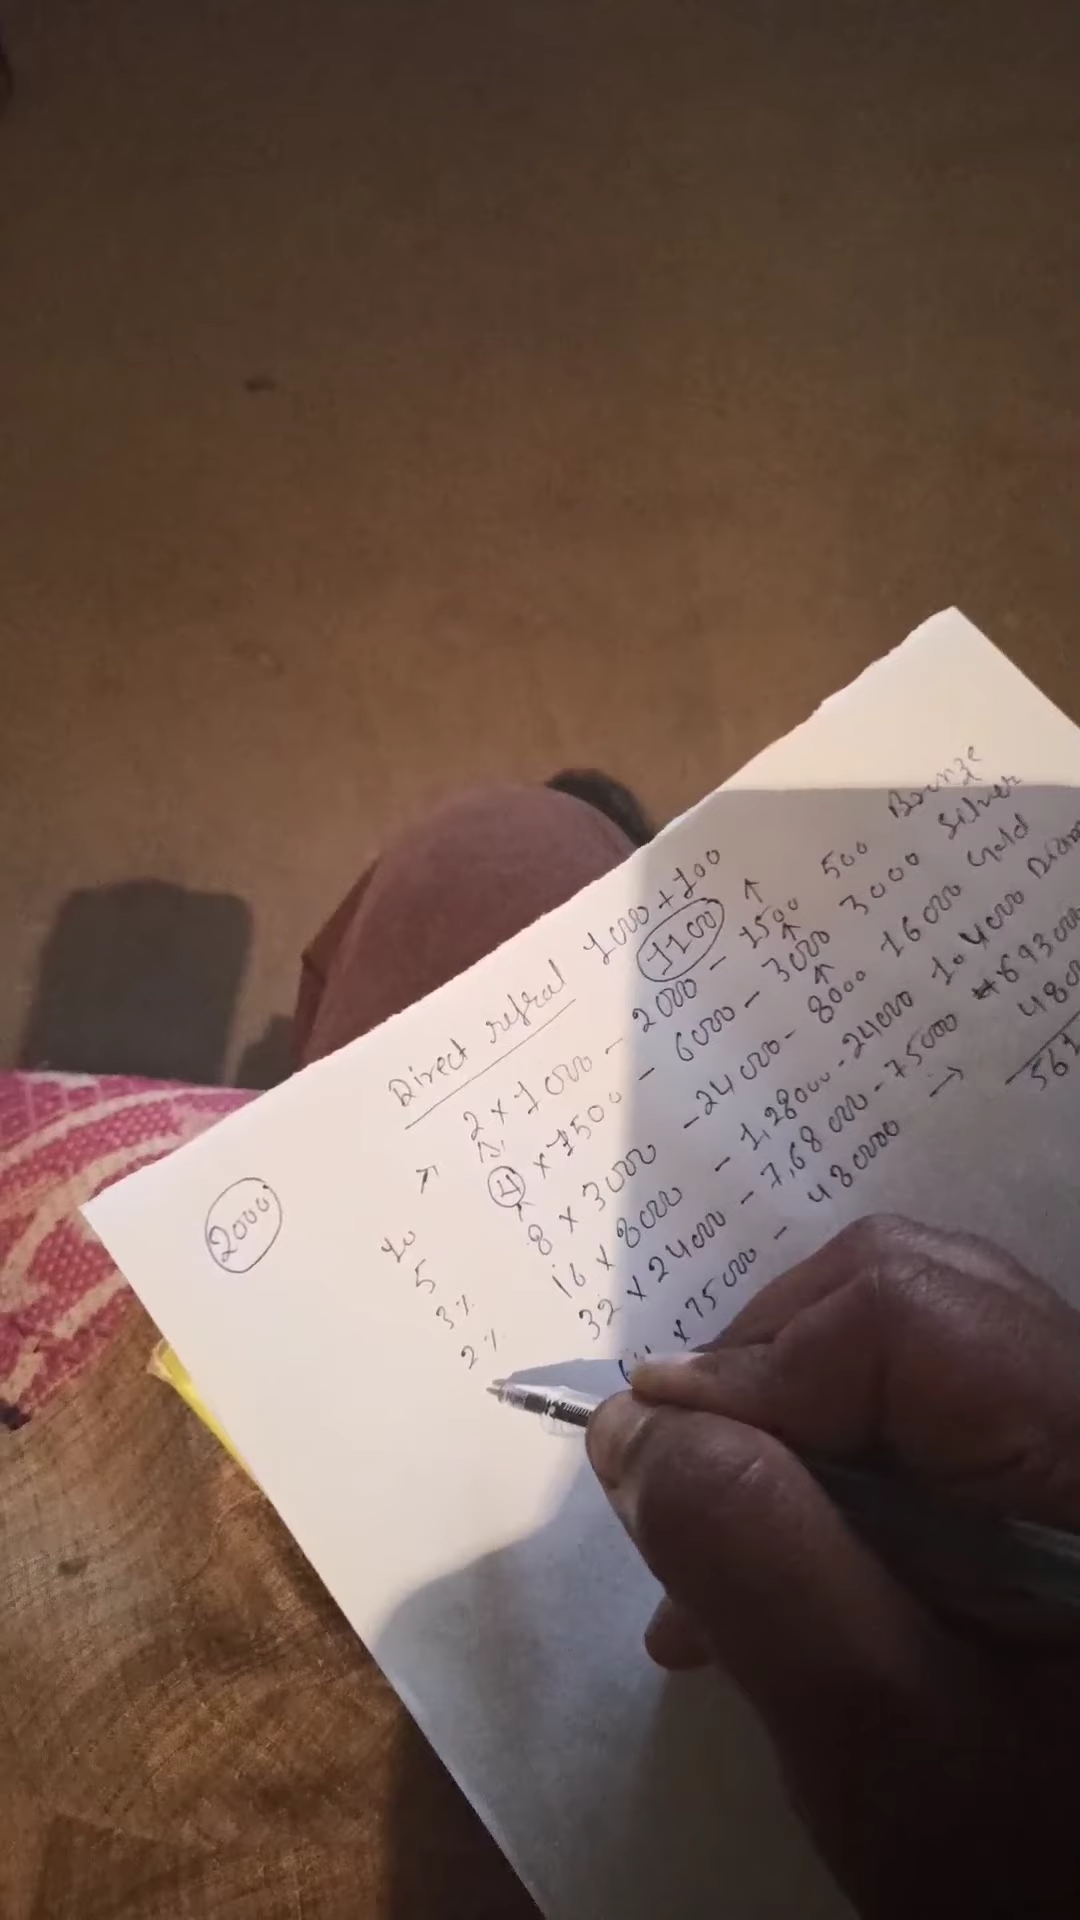 Direct refral 1000 + 100
1100
2 x 1000 - 2000 - 1500 500 Bronze
4 x 1500 - 6000 - 3000 3000 Silver
8 x 3000 - 24000 - 8000 16000 Gold
16 x 8000 - 1,28000 - 24000 104000
32 x 24000 - 7,68000 - 75000 693000
x 75000 - 480000 →
2000
10
5
3%
2%